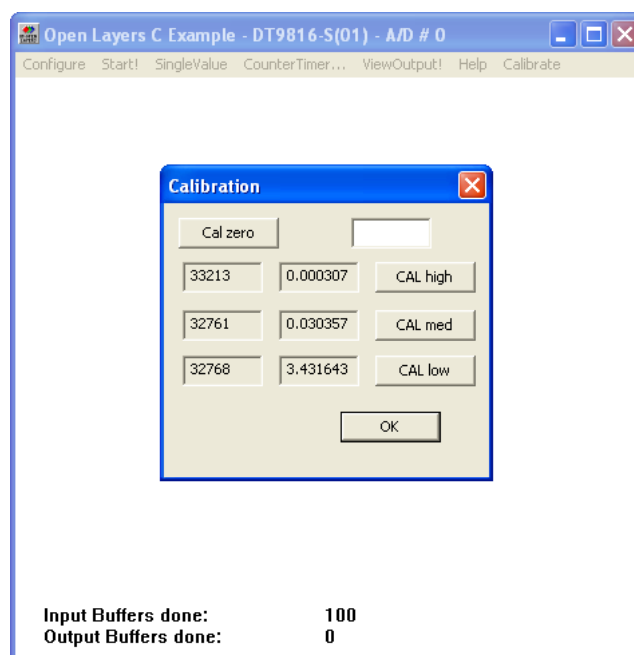 Open Layers C Example - DT9816-S(01) - A/D # 0
Configure Start! SingleValue CounterTimer... ViewOutput! Help Calibrate
Calibration
Cal zero
33213 0.000307 CAL high
32761 0.030357 CAL med
32768 3.431643 CAL low
OK
Input Buffers done: 100
Output Buffers done: 0